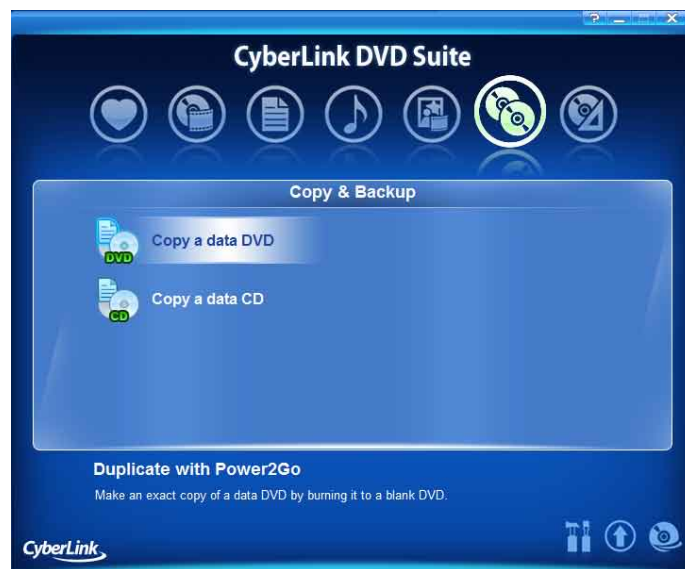 CyberLink DVD Suite
Copy & Backup
DVD
Copy a data DVD
CD
Copy a data CD
Duplicate with Power2Go
Make an exact copy of a data DVD by burning it to a blank DVD.
CyberLink